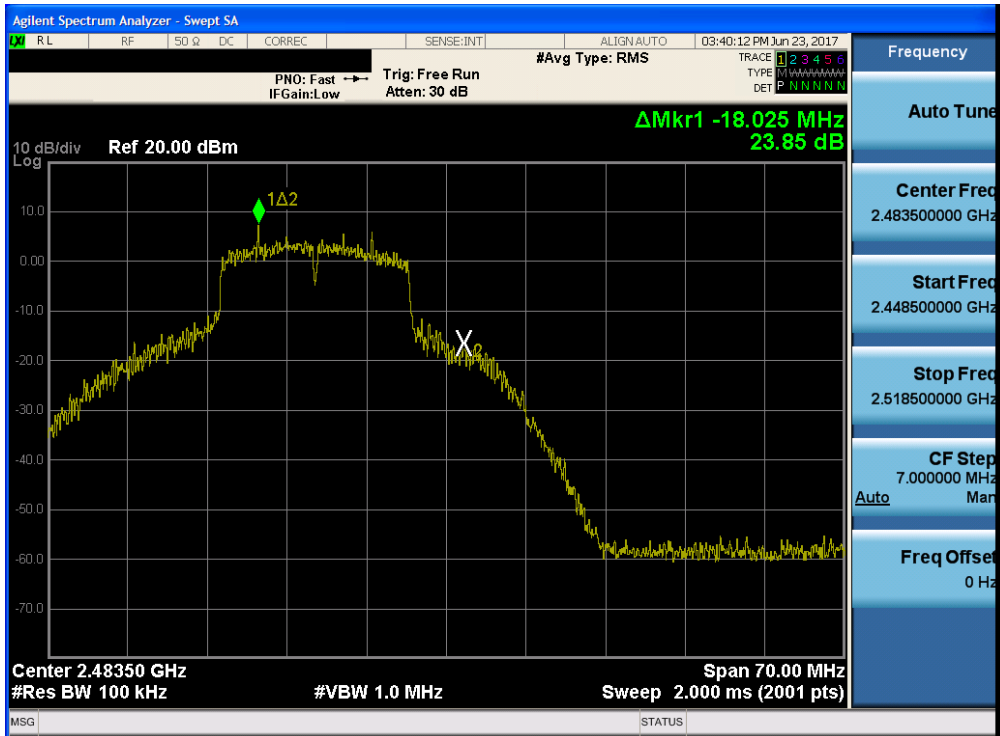 Agilent Spectrum Analyzer - Swept SA
LXI RL RF 50 Ω DC CORREC SENSE:INT ALIGN AUTO 03:40:12 PM Jun 23, 2017
#Avg Type: RMS TRACE 1 2 3 4 5 6
PNO: Fast Trig: Free Run TYPE M WWWWW
IFGain:Low Atten: 30 dB DET P N N N N N
ΔMkr1 -18.025 MHz
10 dB/div Ref 20.00 dBm 23.85 dB
Log
1Δ2
10.0
0.00
-10.0
X2
-20.0
-30.0
-40.0
-50.0
-60.0
-70.0
Center 2.48350 GHz Span 70.00 MHz
#Res BW 100 kHz #VBW 1.0 MHz Sweep 2.000 ms (2001 pts)
MSG STATUS
Frequency
Auto Tune
Center Freq
2.483500000 GHz
Start Freq
2.448500000 GHz
Stop Freq
2.518500000 GHz
CF Step
7.000000 MHz
Auto Man
Freq Offset
0 Hz